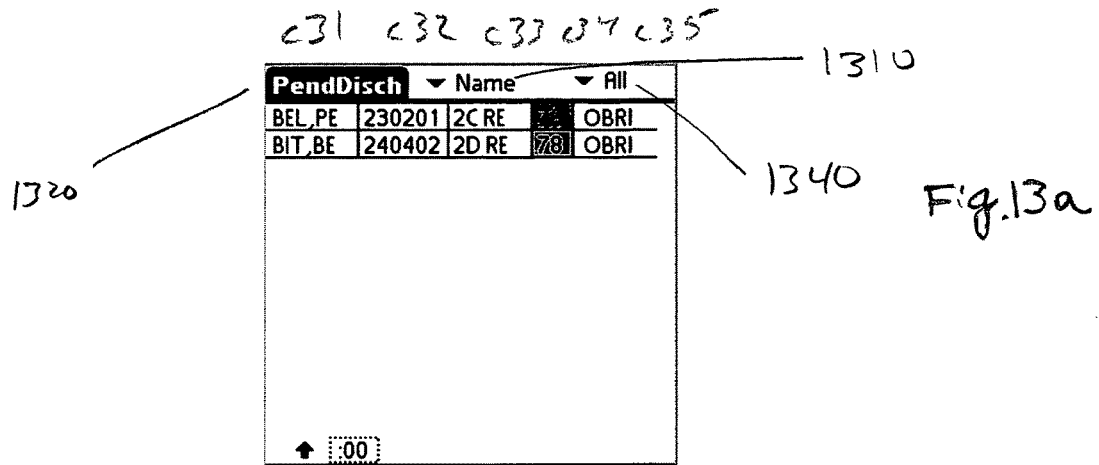 c31 c32 c33 c34 c35
1310
PendDisch Name All
BEL,PE 230201 2C RE OBRI
BIT,BE 240402 2D RE 78 OBRI
1320
1340
Fig.13a
:00